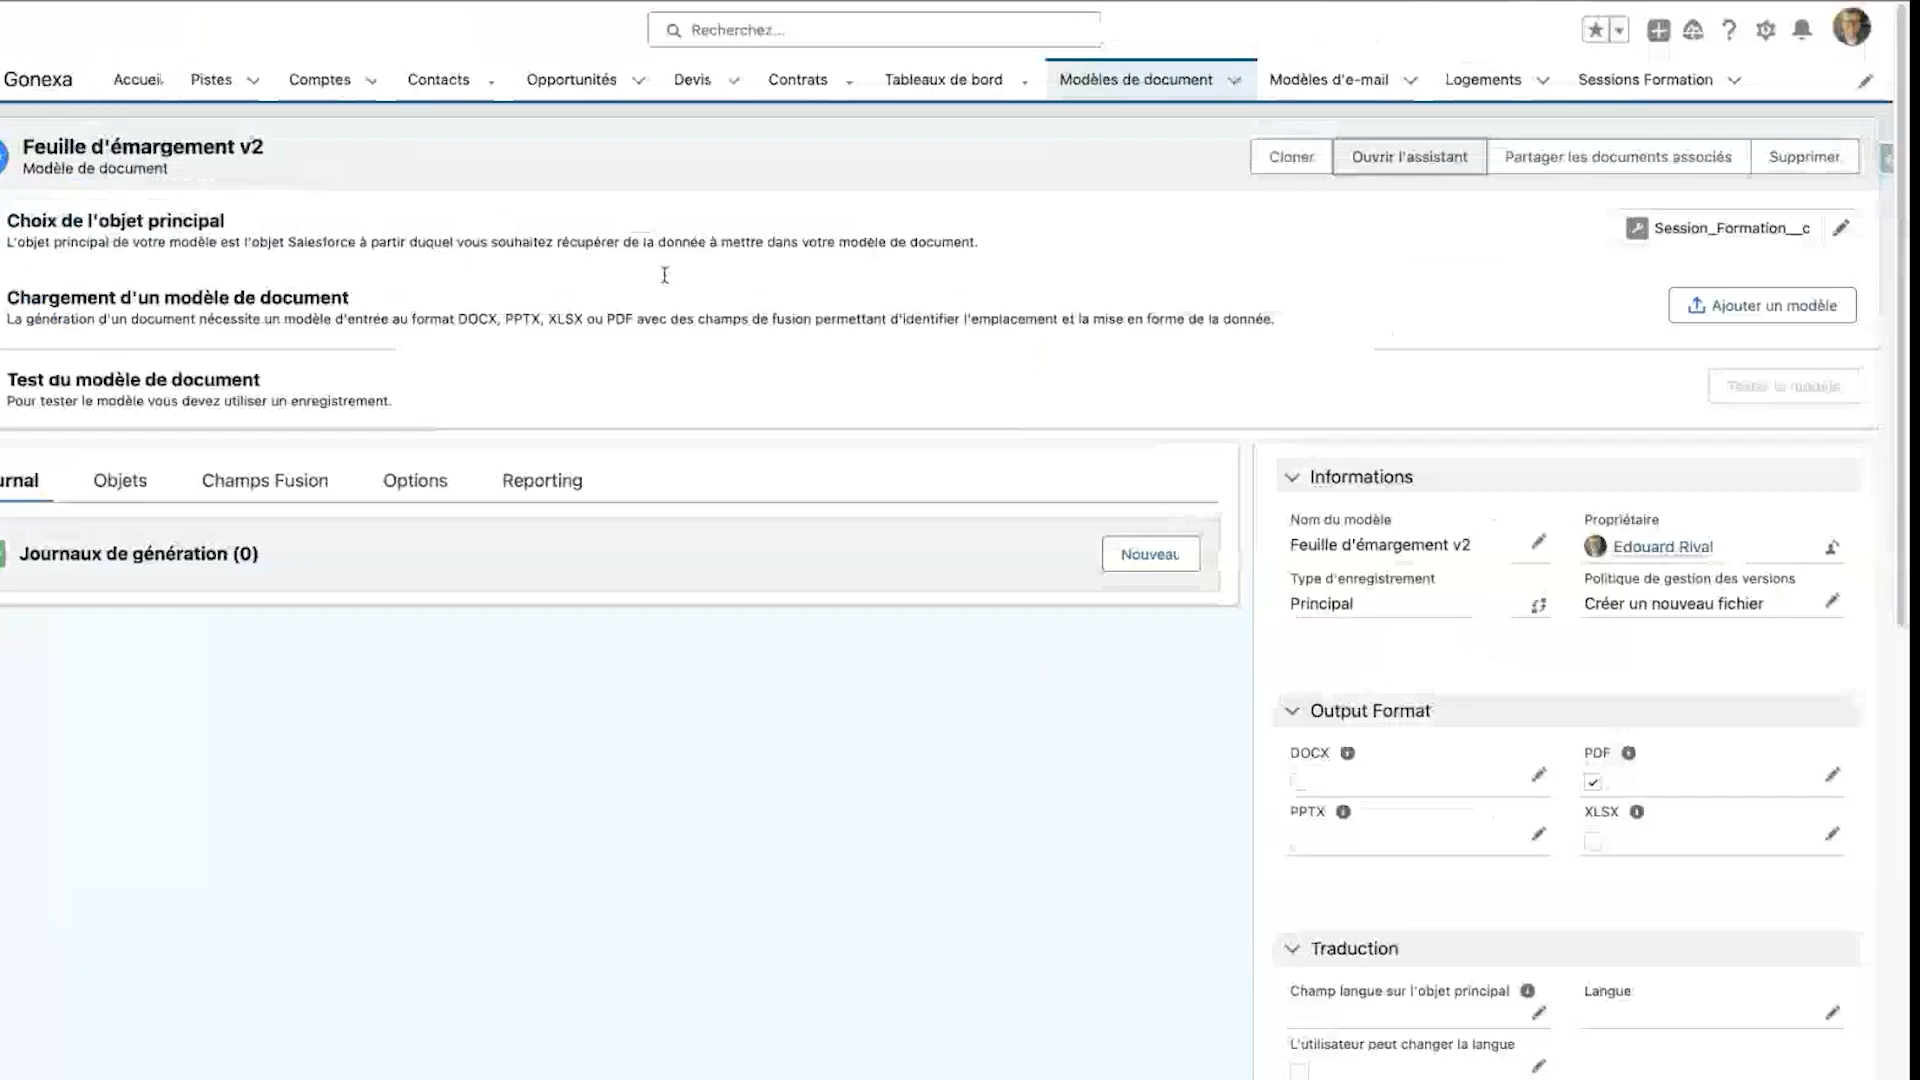 Recherchez...
Gonexa
Accueil
Pistes
Comptes
Contacts
Opportunités
Devis
Contrats
Tableaux de bord
Modèles de document
Modèles d'e-mail
Logements
Sessions Formation
Feuille d'émargement v2
Modèle de document
Cloner
Ouvrir l'assistant
Partager les documents associés
Supprimer
Choix de l'objet principal
L'objet principal de votre modèle est l'objet Salesforce à partir duquel vous souhaitez récupérer de la donnée à mettre dans votre modèle de document.
Session_Formation__c
Chargement d'un modèle de document
La génération d'un document nécessite un modèle d'entrée au format DOCX, PPTX, XLSX ou PDF avec des champs de fusion permettant d'identifier l'emplacement et la mise en forme de la donnée.
Ajouter un modèle
Test du modèle de document
Pour tester le modèle vous devez utiliser un enregistrement.
Tester le modèle
urnal
Objets
Champs Fusion
Options
Reporting
Journaux de génération (0)
Nouveau
Informations
Nom du modèle
Feuille d'émargement v2
Propriétaire
Edouard Rival
Type d'enregistrement
Principal
Politique de gestion des versions
Créer un nouveau fichier
Output Format
DOCX
PDF
PPTX
XLSX
Traduction
Champ langue sur l'objet principal
Langue
L'utilisateur peut changer la langue